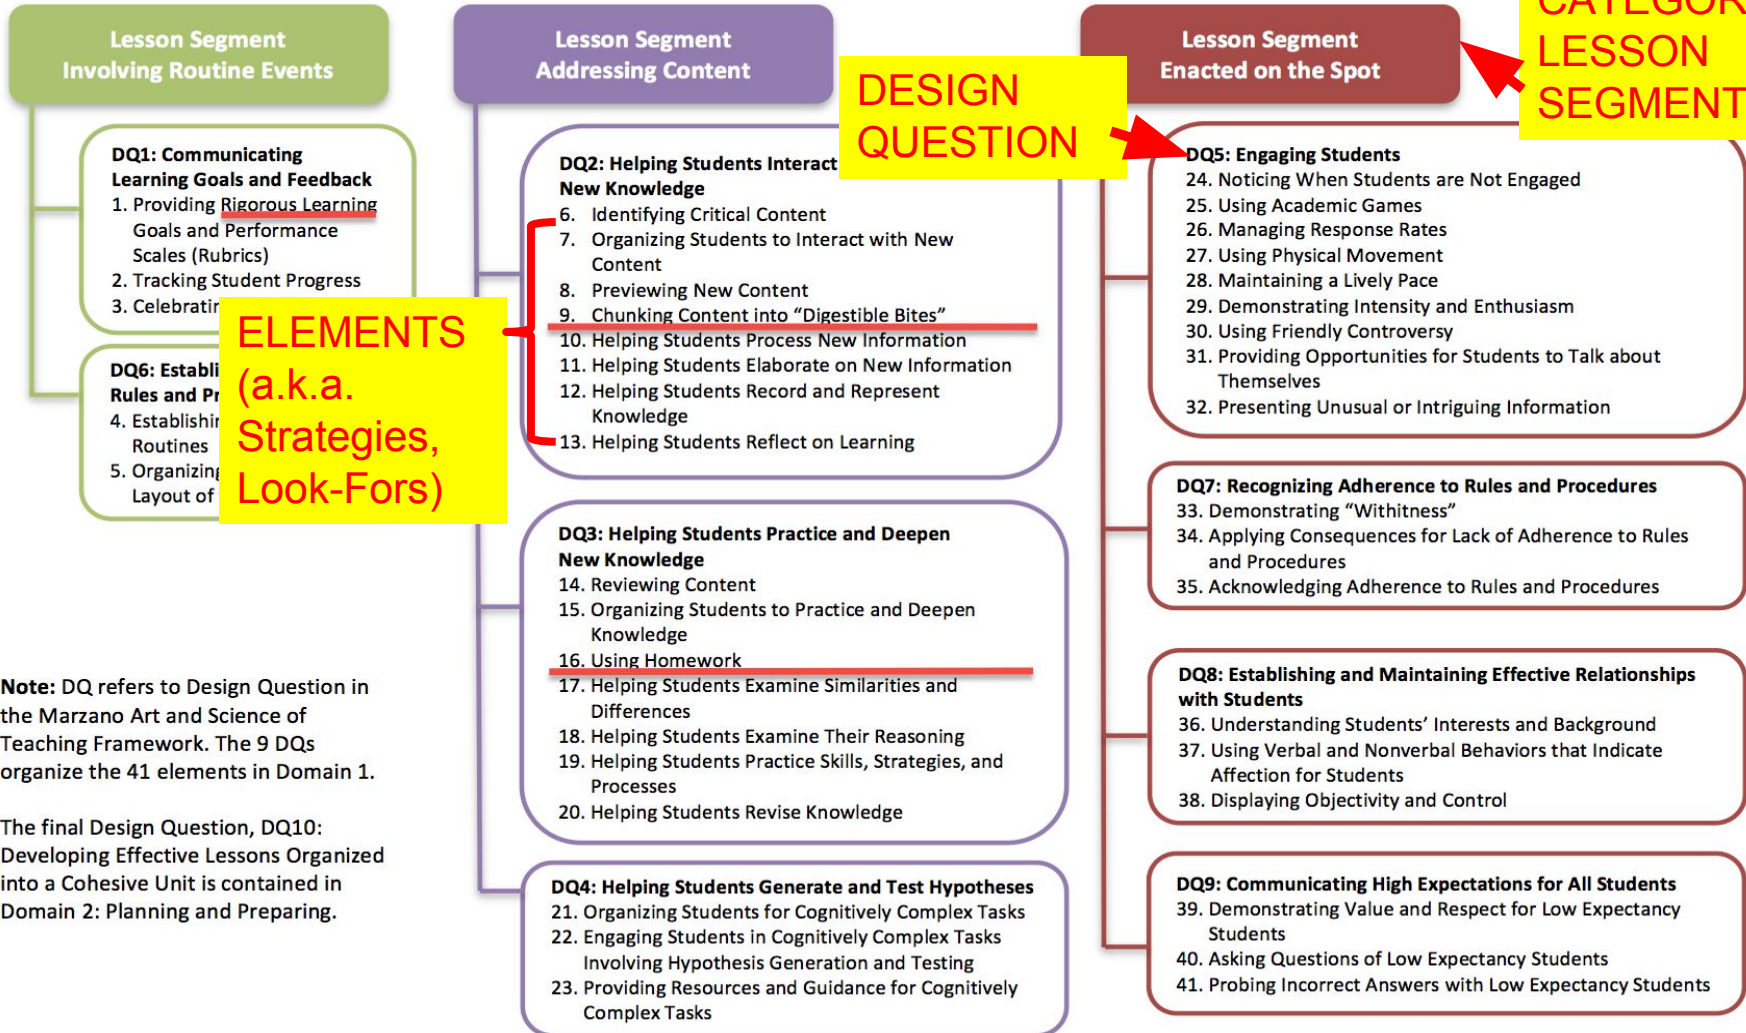 Lesson Segment
Involving Routine Events
DQ1: Communicating
Learning Goals and Feedback
1. Providing Rigorous Learning
Goals and Performance
Scales (Rubrics)
2. Tracking Student Progress
3.
DQ6:
Rules and
4.
Routines
5.
Layout of
ELEMENTS
(a.k.a.
Strategies,
Look-Fors)
Note: DQ refers to Design Question in
the Marzano Art and Science of
Teaching Framework. The 9 DQs
organize the 41 elements in Domain 1.
The final Design Question, DQ10:
Developing Effective Lessons Organized
into a Cohesive Unit is contained in
Domain 2: Planning and Preparing.
Lesson Segment
Addressing Content
DQ2: Helping Students Interact
New Knowledge
6. Identifying Critical Content
7. Organizing Students to Interact with New
Content
8. Previewing New Content
9. Chunking Content into “Digestible Bites”
10. Helping Students Process New Information
11. Helping Students Elaborate on New Information
12. Helping Students Record and Represent
Knowledge
13. Helping Students Reflect on Learning
DQ3: Helping Students Practice and Deepen
New Knowledge
14. Reviewing Content
15. Organizing Students to Practice and Deepen
Knowledge
16. Using Homework
17. Helping Students Examine Similarities and
Differences
18. Helping Students Examine Their Reasoning
19. Helping Students Practice Skills, Strategies, and
Processes
20. Helping Students Revise Knowledge
DQ4: Helping Students Generate and Test Hypotheses
21. Organizing Students for Cognitively Complex Tasks
22. Engaging Students in Cognitively Complex Tasks
Involving Hypothesis Generation and Testing
23. Providing Resources and Guidance for Cognitively
Complex Tasks
DESIGN
QUESTION
Lesson Segment
Enacted on the Spot
LESSON
SEGMENT
DQ5: Engaging Students
24. Noticing When Students are Not Engaged
25. Using Academic Games
26. Managing Response Rates
27. Using Physical Movement
28. Maintaining a Lively Pace
29. Demonstrating Intensity and Enthusiasm
30. Using Friendly Controversy
31. Providing Opportunities for Students to Talk about
Themselves
32. Presenting Unusual or Intriguing Information
DQ7: Recognizing Adherence to Rules and Procedures
33. Demonstrating “Withitness”
34. Applying Consequences for Lack of Adherence to Rules
and Procedures
35. Acknowledging Adherence to Rules and Procedures
DQ8: Establishing and Maintaining Effective Relationships
with Students
36. Understanding Students’ Interests and Background
37. Using Verbal and Nonverbal Behaviors that Indicate
Affection for Students
38. Displaying Objectivity and Control
DQ9: Communicating High Expectations for All Students
39. Demonstrating Value and Respect for Low Expectancy
Students
40. Asking Questions of Low Expectancy Students
41. Probing Incorrect Answers with Low Expectancy Students